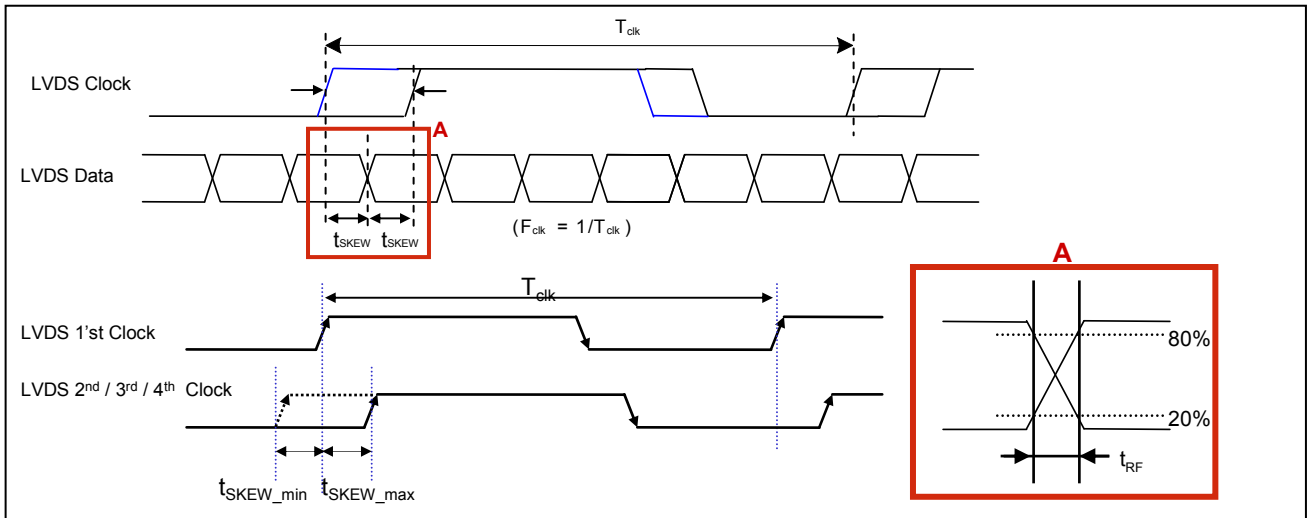 Tclk
LVDS Clock
A
LVDS Data
tSKEW tSKEW
(Fclk = 1/Tclk)
A
Tclk
LVDS 1'st Clock
80%
LVDS 2nd / 3rd / 4th Clock
20%
tRF
tSKEW_min tSKEW_max